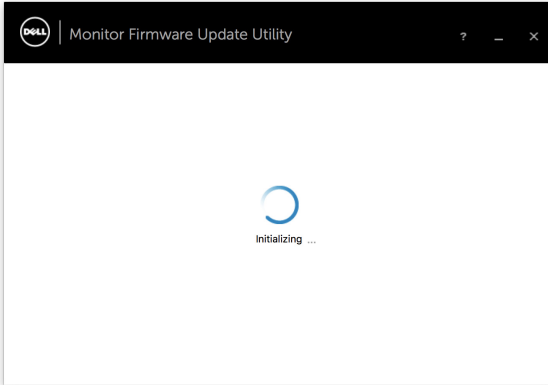 DELL Monitor Firmware Update Utility ? _ ✕
Initializing ...